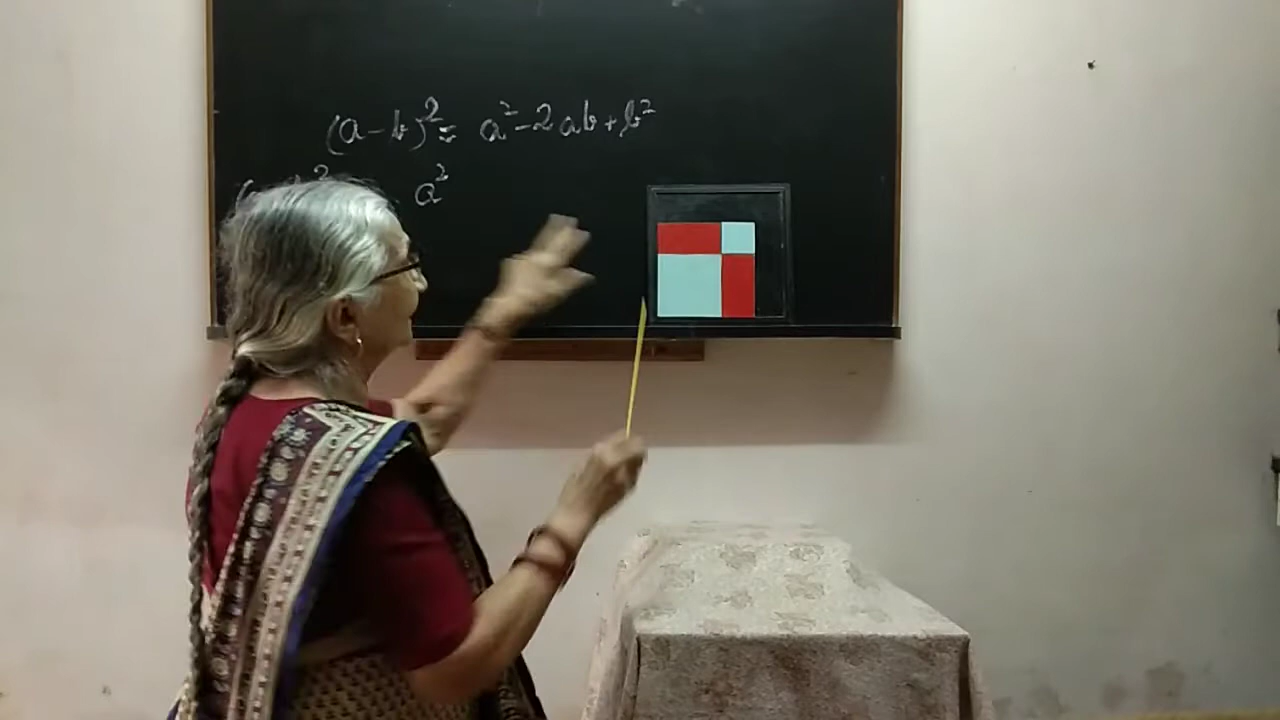 (a-b)² = a²-2ab+b²
a²